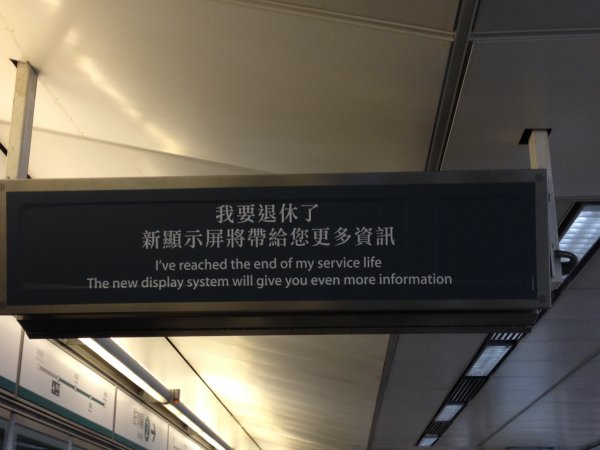 我要退休了
新顯示屏將帶給您更多資訊
I've reached the end of my service life
The new display system will give you even more information